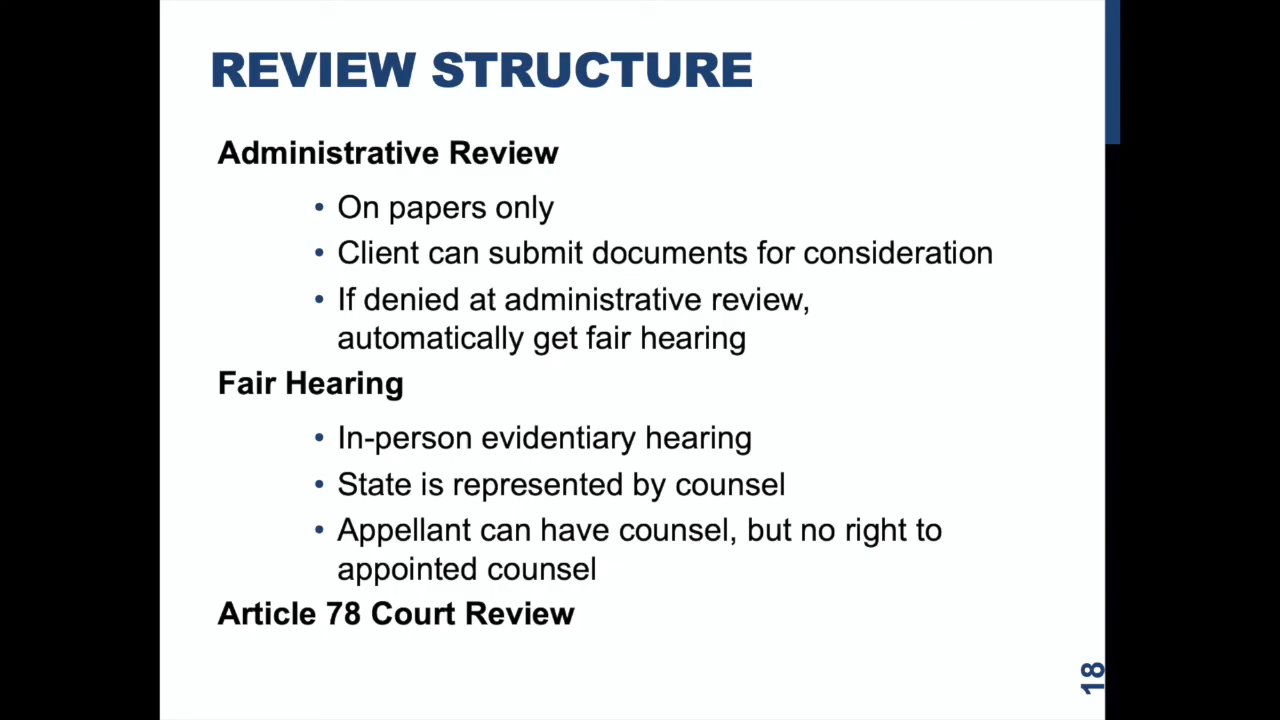 REVIEW STRUCTURE
Administrative Review
• On papers only
• Client can submit documents for consideration
• If denied at administrative review,
automatically get fair hearing
Fair Hearing
• In-person evidentiary hearing
• State is represented by counsel
• Appellant can have counsel, but no right to
appointed counsel
Article 78 Court Review
18